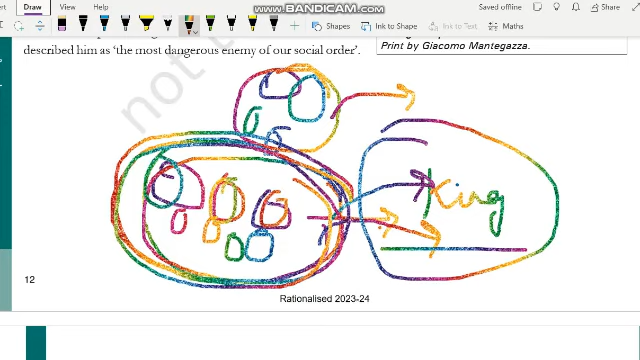 WWW.BANDICAM.COM
Saved offline
Share
Draw View Help
Shapes Ink to Shape Ink to Text Maths
described him as ‘the most dangerous enemy of our social order’.
Print by Giacomo Mantegazza.
not t
King
12
Rationalised 2023-24